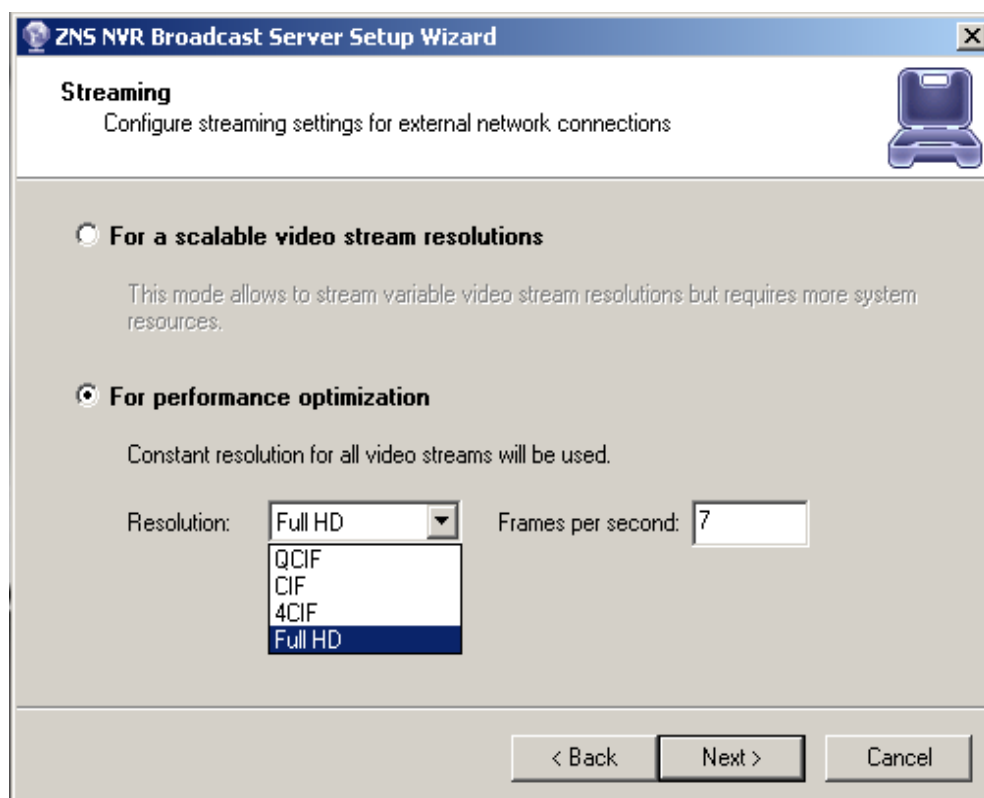 ZNS NVR Broadcast Server Setup Wizard
Streaming
Configure streaming settings for external network connections
For a scalable video stream resolutions
This mode allows to stream variable video stream resolutions but requires more system
resources.
For performance optimization
Constant resolution for all video streams will be used.
Resolution: Full HD Frames per second: 7
QCIF
CIF
4CIF
Full HD
< Back Next > Cancel